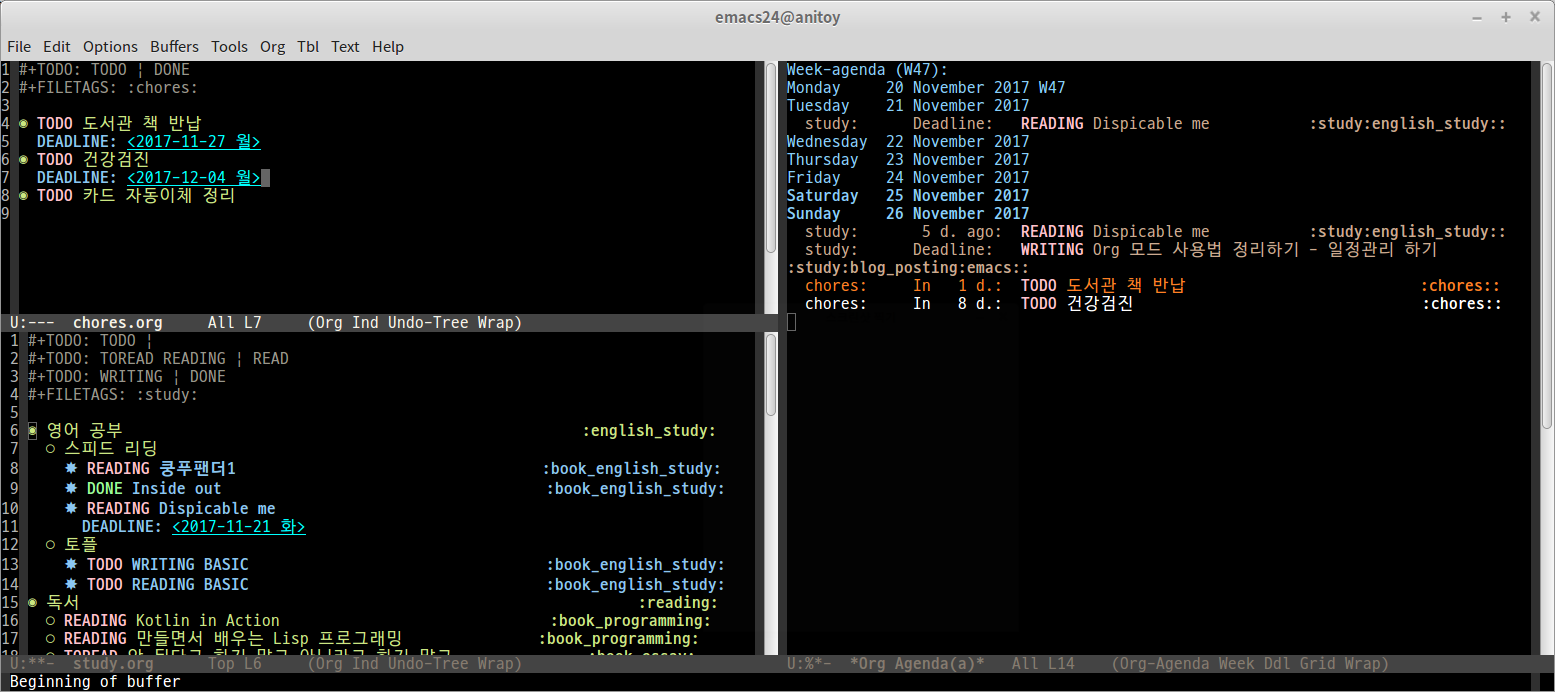 emacs24@anitoy
File Edit Options Buffers Tools Org Tbl Text Help
1 #+TODO: TODO ¦ DONE
2 #+FILETAGS: :chores:
3
4 ◉ TODO 도서관 책 반납
5 DEADLINE: <2017-11-27 월>
6 ◉ TODO 건강검진
7 DEADLINE: <2017-12-04 월>
8 ◉ TODO 카드 자동이체 정리
9
U:--- chores.org All L7 (Org Ind Undo-Tree Wrap)
1 #+TODO: TODO ¦
2 #+TODO: TOREAD READING ¦ READ
3 #+TODO: WRITING ¦ DONE
4 #+FILETAGS: :study:
5
6 ◉ 영어 공부 :english_study:
7 ○ 스피드 리딩
8 ✸ READING 쿵푸팬더1 :book_english_study:
9 ✸ DONE Inside out :book_english_study:
10 ✸ READING Dispicable me
11 DEADLINE: <2017-11-21 화>
12 ○ 토플
13 ✸ TODO WRITING BASIC :book_english_study:
14 ✸ TODO READING BASIC :book_english_study:
15 ◉ 독서 :reading:
16 ○ READING Kotlin in Action :book_programming:
17 ○ READING 만들면서 배우는 Lisp 프로그래밍 :book_programming:
U:**- study.org Top L6 (Org Ind Undo-Tree Wrap)
Week-agenda (W47):
Monday 20 November 2017 W47
Tuesday 21 November 2017
study: Deadline: READING Dispicable me :study:english_study::
Wednesday 22 November 2017
Thursday 23 November 2017
Friday 24 November 2017
Saturday 25 November 2017
Sunday 26 November 2017
study: 5 d. ago: READING Dispicable me :study:english_study::
study: Deadline: WRITING Org 모드 사용법 정리하기 - 일정관리 하기
:study:blog_posting:emacs::
chores: In 1 d.: TODO 도서관 책 반납 :chores::
chores: In 8 d.: TODO 건강검진 :chores::
U:%*- *Org Agenda(a)* All L14 (Org-Agenda Week Ddl Grid Wrap)
Beginning of buffer